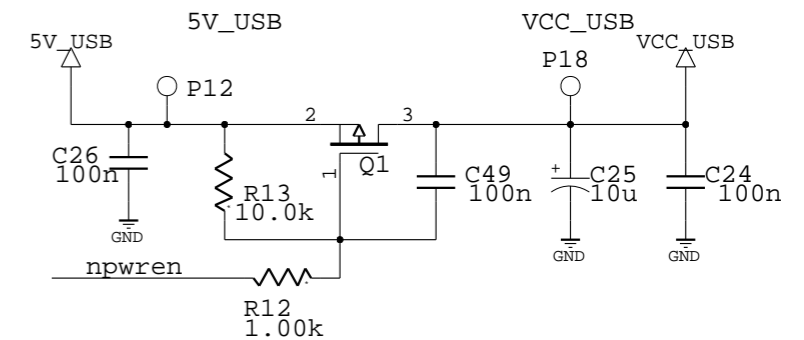 5V_USB
VCC_USB
5V_USB
VCC_USB
P18
P12
2
3
C26
100n
Q1
1
R13
10.0k
C49
100n
+
C25
10u
C24
100n
GND
GND
GND
npwren
R12
1.00k